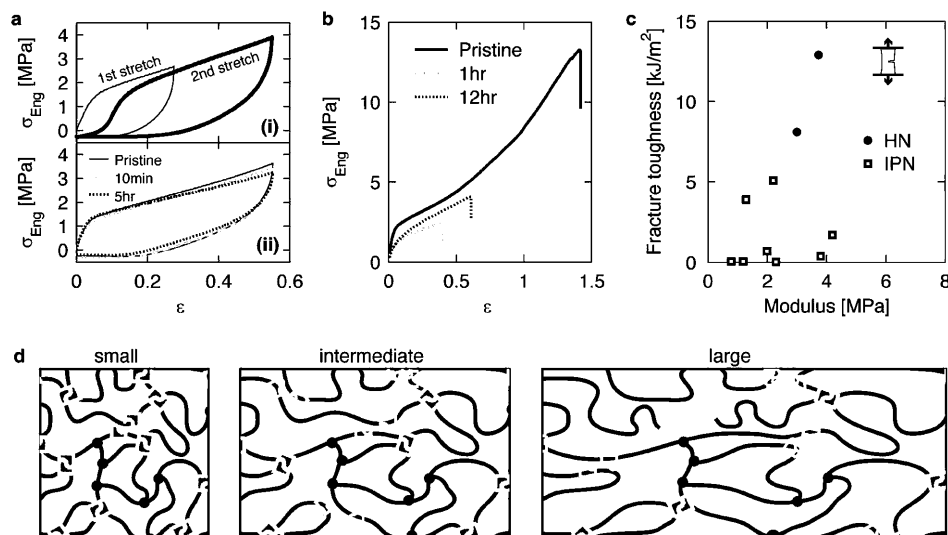 a
4
3
2
1
0
σEng [MPa]
1st stretch
2nd stretch
(i)
4
3
2
1
0
σEng [MPa]
Pristine
10min
5hr
(ii)
0
0.2
0.4
0.6
ε
b
15
10
5
0
σEng [MPa]
Pristine
1hr
12hr
0
0.5
1
1.5
ε
c
15
10
5
0
Fracture toughness [kJ/m²]
HN
IPN
0
2
4
6
8
Modulus [MPa]
d
small
intermediate
large